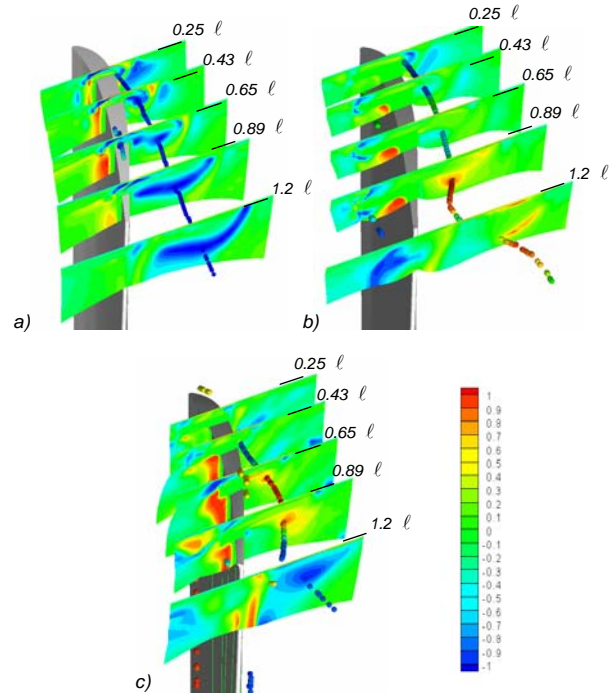 0.25 ℓ
0.43 ℓ
0.65 ℓ
0.89 ℓ
1.2 ℓ
a)
0.25 ℓ
0.43 ℓ
0.65 ℓ
0.89 ℓ
1.2 ℓ
b)
0.25 ℓ
0.43 ℓ
0.65 ℓ
0.89 ℓ
1.2 ℓ
c)
1
0.9
0.8
0.7
0.6
0.5
0.4
0.3
0.2
0.1
0
-0.1
-0.2
-0.3
-0.4
-0.5
-0.6
-0.7
-0.8
-0.9
-1